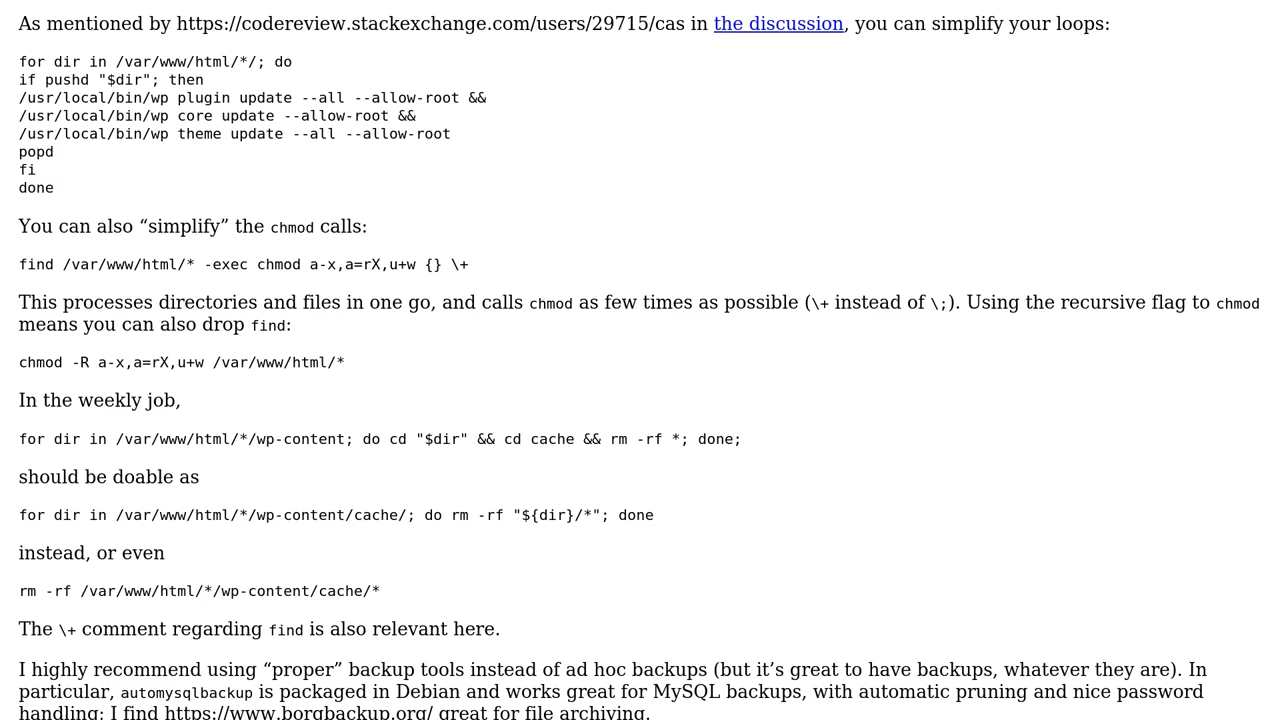 As mentioned by https://codereview.stackexchange.com/users/29715/cas in the discussion, you can simplify your loops:
for dir in /var/www/html/*/; do
if pushd "$dir"; then
/usr/local/bin/wp plugin update --all --allow-root &&
/usr/local/bin/wp core update --allow-root &&
/usr/local/bin/wp theme update --all --allow-root
popd
fi
done
You can also “simplify” the chmod calls:
find /var/www/html/* -exec chmod a-x,a=rX,u+w {} \+
This processes directories and files in one go, and calls chmod as few times as possible (\+ instead of \;). Using the recursive flag to chmod
means you can also drop find:
chmod -R a-x,a=rX,u+w /var/www/html/*
In the weekly job,
for dir in /var/www/html/*/wp-content; do cd "$dir" && cd cache && rm -rf *; done;
should be doable as
for dir in /var/www/html/*/wp-content/cache/; do rm -rf "${dir}/*"; done
instead, or even
rm -rf /var/www/html/*/wp-content/cache/*
The \+ comment regarding find is also relevant here.
I highly recommend using “proper” backup tools instead of ad hoc backups (but it’s great to have backups, whatever they are). In
particular, automysqlbackup is packaged in Debian and works great for MySQL backups, with automatic pruning and nice password
handling; I find https://www.borgbackup.org/ great for file archiving.